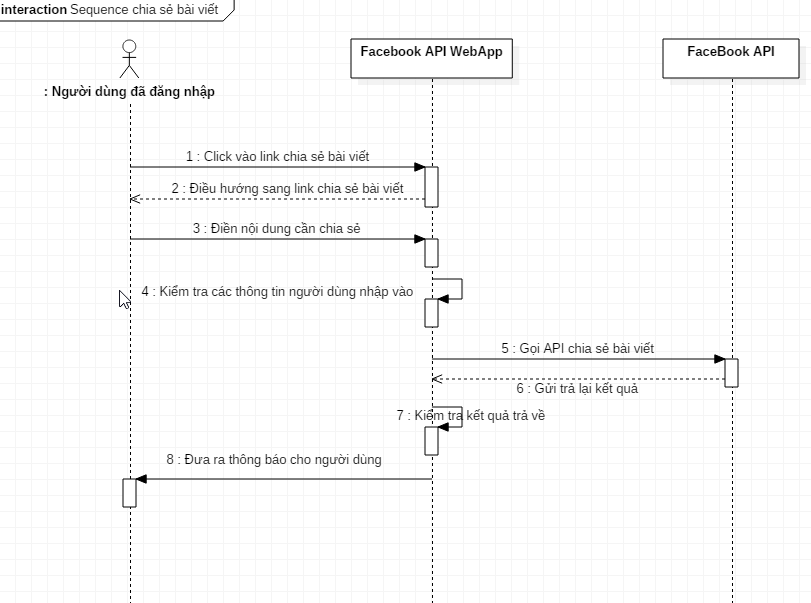 interaction Sequence chia sẻ bài viết
: Người dùng đã đăng nhập
Facebook API WebApp
FaceBook API
1 : Click vào link chia sẻ bài viết
2 : Điều hướng sang link chia sẻ bài viết
3 : Điền nội dung cần chia sẻ
4 : Kiểm tra các thông tin người dùng nhập vào
5 : Gọi API chia sẻ bài viết
6 : Gửi trả lại kết quả
7 : Kiểm tra kết quả trả về
8 : Đưa ra thông báo cho người dùng